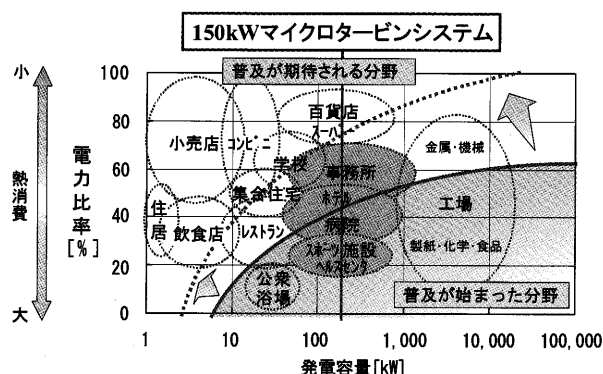 150kWマイクロタービンシステム
普及が期待される分野
小
熱消費
大
電力比率
[%]
100
80
60
40
20
0
百貨店
スーパー
小売店
コンビニ
学校
事務所
金属・機械
集合住宅
ホテル
工場
住居
飲食店
レストラン
病院
製紙・化学・食品
スポーツ施設
ヘルスセンタ
公衆
浴場
普及が始まった分野
1
10
100
1,000
10,000
100,000
発電容量[kW]